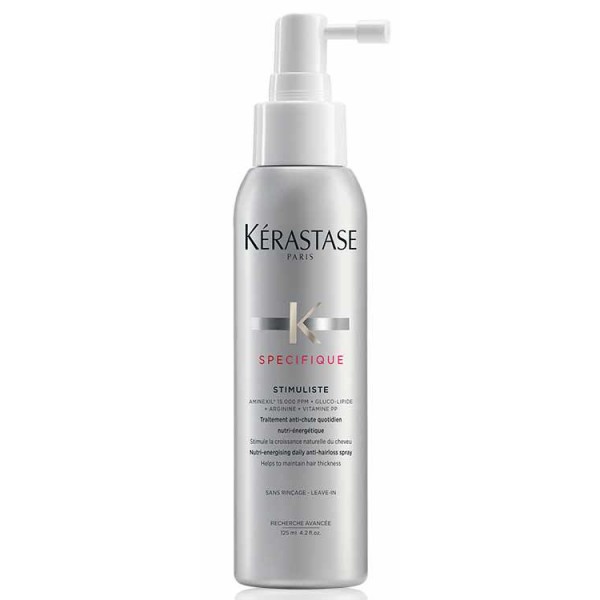 KÉRASTASE
PARIS
K
SPECIFIQUE
STIMULISTE
AMINEXIL® 15 000 PPM + GLUCO-LIPIDE
+ ARGININE + VITAMINE PP
Traitement anti-chute quotidien
nutri-énergétique
Stimule la croissance naturelle du cheveu
Nutri-energising daily anti-hairloss spray
Helps to maintain hair thickness
SANS RINÇAGE - LEAVE-IN
RECHERCHE AVANCÉE
125 ml 4.2 fl.oz.